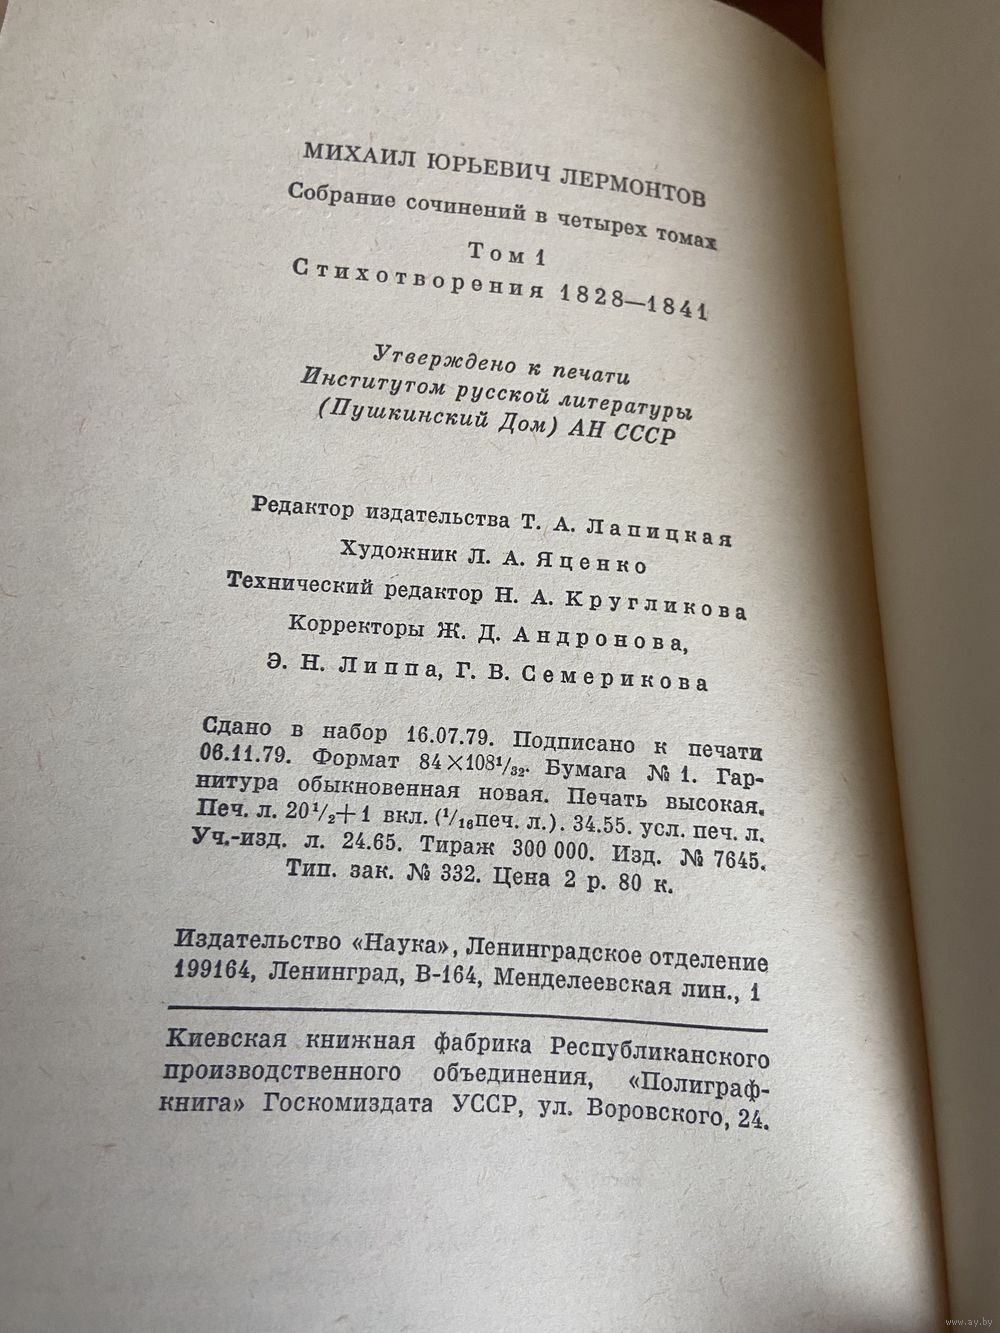 МИХАИЛ ЮРЬЕВИЧ ЛЕРМОНТОВ
Собрание сочинений в четырех томах
Том 1
Стихотворения 1828—1841
Утверждено к печати
Институтом русской литературы
(Пушкинский Дом) АН СССР
Редактор издательства Т. А. Лапицкая
Художник Л. А. Яценко
Технический редактор Н. А. Кругликова
Корректоры Ж. Д. Андронова,
Э. Н. Липпа, Г. В. Семерикова
Сдано в набор 16.07.79. Подписано к печати
06.11.79. Формат 84×108¹/₃₂. Бумага № 1. Гар-
нитура обыкновенная новая. Печать высокая.
Печ. л. 20¹/₂+1 вкл. (¹/₁₆печ. л.). 34.55. усл. печ. л.
Уч.-изд. л. 24.65. Тираж 300 000. Изд. № 7645.
Тип. зак. № 332. Цена 2 р. 80 к.
Издательство «Наука», Ленинградское отделение
199164, Ленинград, В-164, Менделеевская лин., 1
Киевская книжная фабрика Республиканского
производственного объединения, «Полиграф-
книга» Госкомиздата УССР, ул. Воровского, 24.
www.ay.by